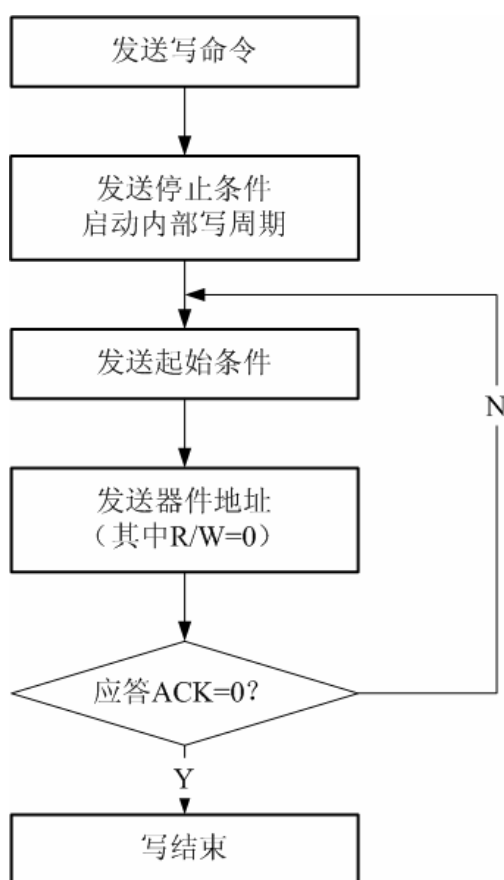 发送写命令
发送停止条件
启动内部写周期
发送起始条件
N
发送器件地址
（其中R/W=0）
应答ACK=0?
Y
写结束